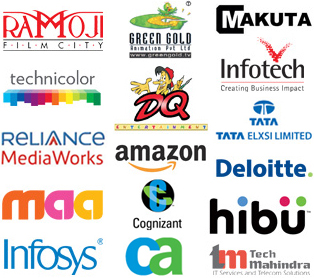 RAMOJI
FILM CITY
GREEN GOLD
Animation Pvt Ltd
www.greengold.tv
MAKUTA
technicolor
DQ
ENTERTAINMENT
Infotech
Creating Business Impact
TATA
TATA ELXSI LIMITED
RELIANCE
MediaWorks
amazon
Deloitte.
maa
Cognizant
hibü™
Infosys®
ca
tm Tech
Mahindra
IT Services and Telecom Solutions